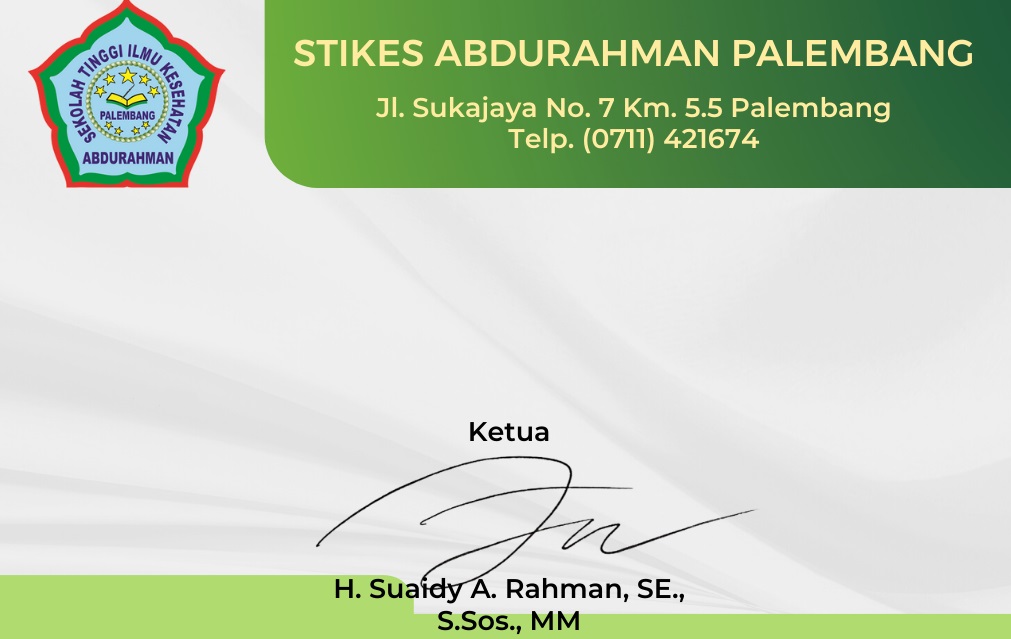 SEKOLAH TINGGI ILMU KESEHATAN
PALEMBANG
ABDURAHMAN
STIKES ABDURAHMAN PALEMBANG
Jl. Sukajaya No. 7 Km. 5.5 Palembang
Telp. (0711) 421674
Ketua
H. Suaidy A. Rahman, SE.,
S.Sos., MM